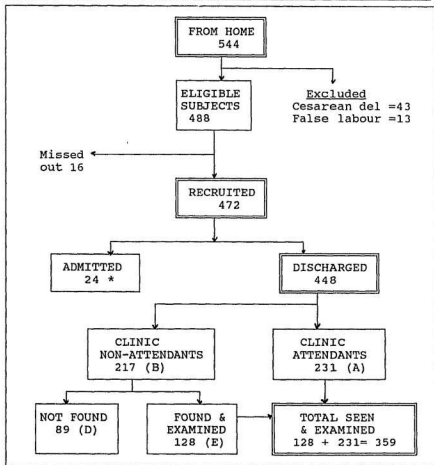 FROM HOME
544
ELIGIBLE
SUBJECTS
488
Excluded
Cesarean del =43
False labour =13
Missed
out 16
RECRUITED
472
ADMITTED
24 *
DISCHARGED
448
CLINIC
NON-ATTENDANTS
217 (B)
CLINIC
ATTENDANTS
231 (A)
NOT FOUND
89 (D)
FOUND &
EXAMINED
128 (E)
TOTAL SEEN
& EXAMINED
128 + 231= 359